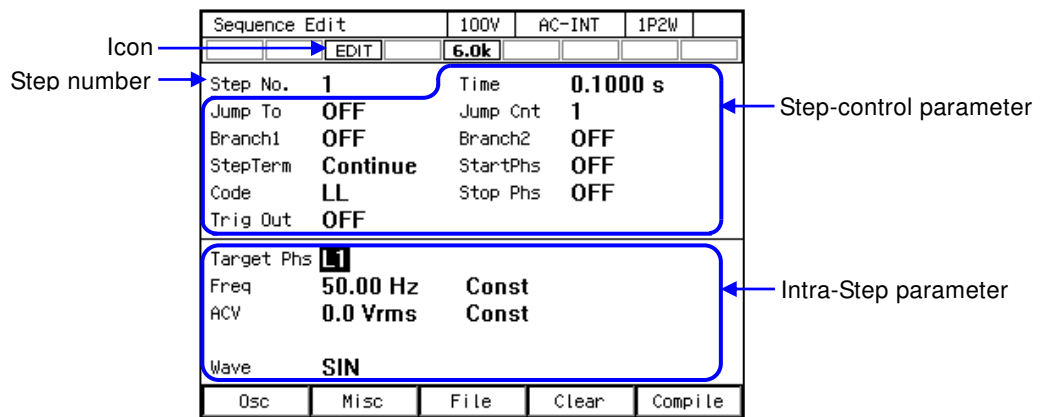 Sequence Edit 100V AC-INT 1P2W
Icon EDIT 6.0k
Step number Step No. 1 Time 0.1000 s
Jump To OFF Jump Cnt 1 Step-control parameter
Branch1 OFF Branch2 OFF
StepTerm Continue StartPhs OFF
Code LL Stop Phs OFF
Trig Out OFF
Target Phs L1
Freq 50.00 Hz Const Intra-Step parameter
ACV 0.0 Vrms Const
Wave SIN
Osc Misc File Clear Compile